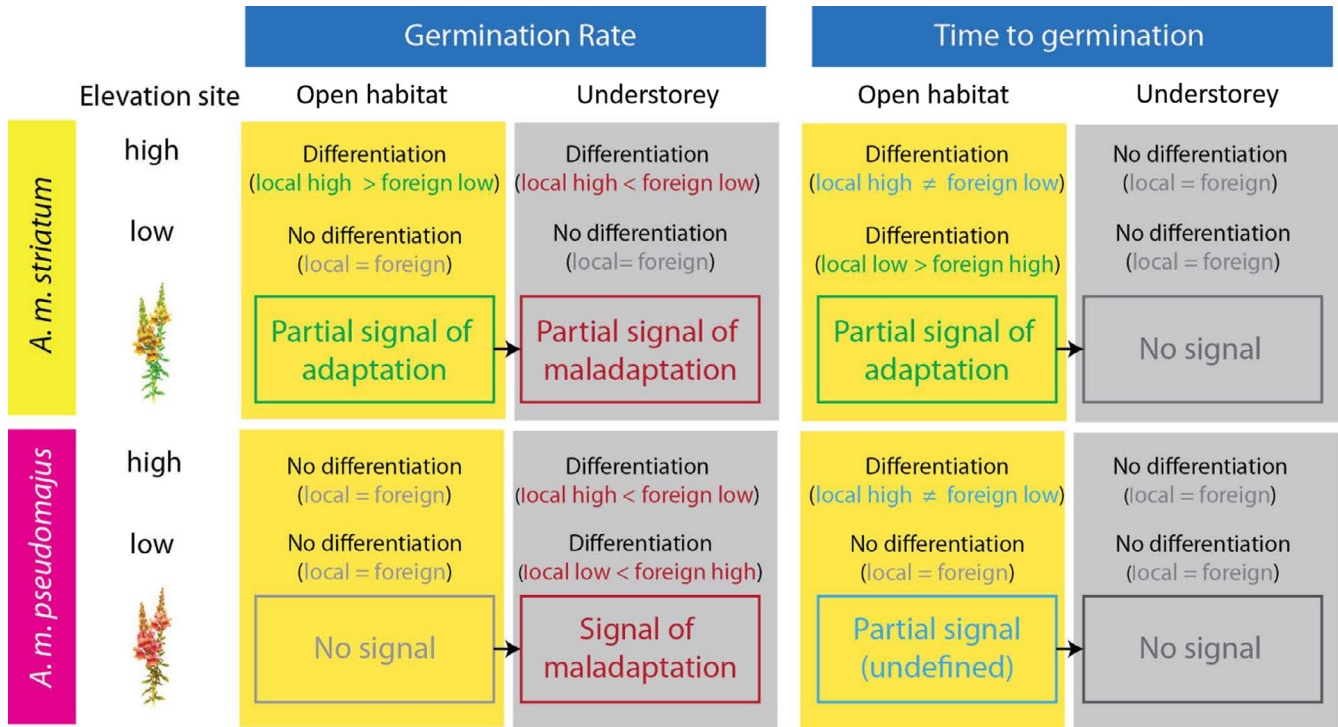 Germination Rate
Time to germination
Elevation site
Open habitat
Understorey
Open habitat
Understorey
A. m. striatum
high
Differentiation
(local high > foreign low)
Differentiation
(local high < foreign low)
Differentiation
(local high ≠ foreign low)
No differentiation
(local = foreign)
low
No differentiation
(local = foreign)
No differentiation
(local= foreign)
Differentiation
(local low > foreign high)
No differentiation
(local = foreign)
Partial signal of
adaptation
Partial signal of
maladaptation
Partial signal of
adaptation
No signal
A. m. pseudomajus
high
No differentiation
(local = foreign)
Differentiation
(local high < foreign low)
Differentiation
(local high ≠ foreign low)
No differentiation
(local = foreign)
low
No differentiation
(local = foreign)
Differentiation
(local low < foreign high)
No differentiation
(local = foreign)
No differentiation
(local = foreign)
No signal
Signal of
maladaptation
Partial signal
(undefined)
No signal